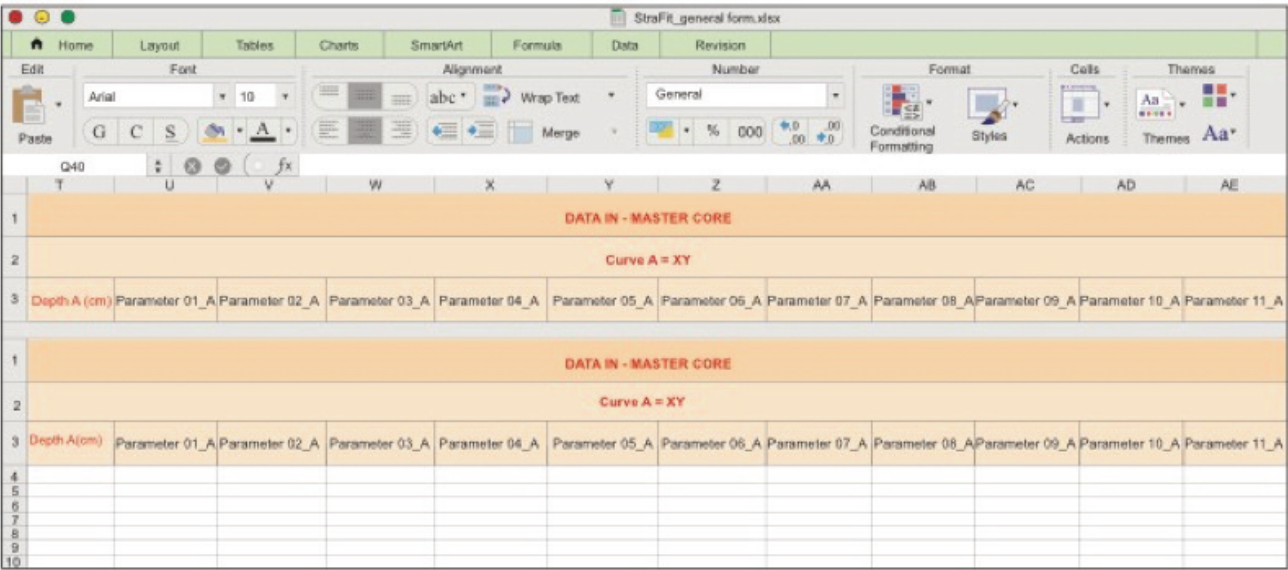 StraFit_general form.xlsx
Home Layout Tables Charts SmartArt Formula Data Revision
Edit Font Alignment Number Format Cells Themes
Arial 10 abc Wrap Text General Aa
Paste G C S A Merge % 000 ,0 ,00 ,00 ,0 Conditional Formatting Styles Actions Themes Aa
Q40 fx
T U V W X Y Z AA AB AC AD AE
1 DATA IN - MASTER CORE
2 Curve A = XY
3 Depth A (cm) Parameter 01_A Parameter 02_A Parameter 03_A Parameter 04_A Parameter 05_A Parameter 06_A Parameter 07_A Parameter 08_A Parameter 09_A Parameter 10_A Parameter 11_A
1 DATA IN - MASTER CORE
2 Curve A = XY
3 Depth A(cm) Parameter 01_A Parameter 02_A Parameter 03_A Parameter 04_A Parameter 05_A Parameter 06_A Parameter 07_A Parameter 08_A Parameter 09_A Parameter 10_A Parameter 11_A
4
5
6
7
8
9
10